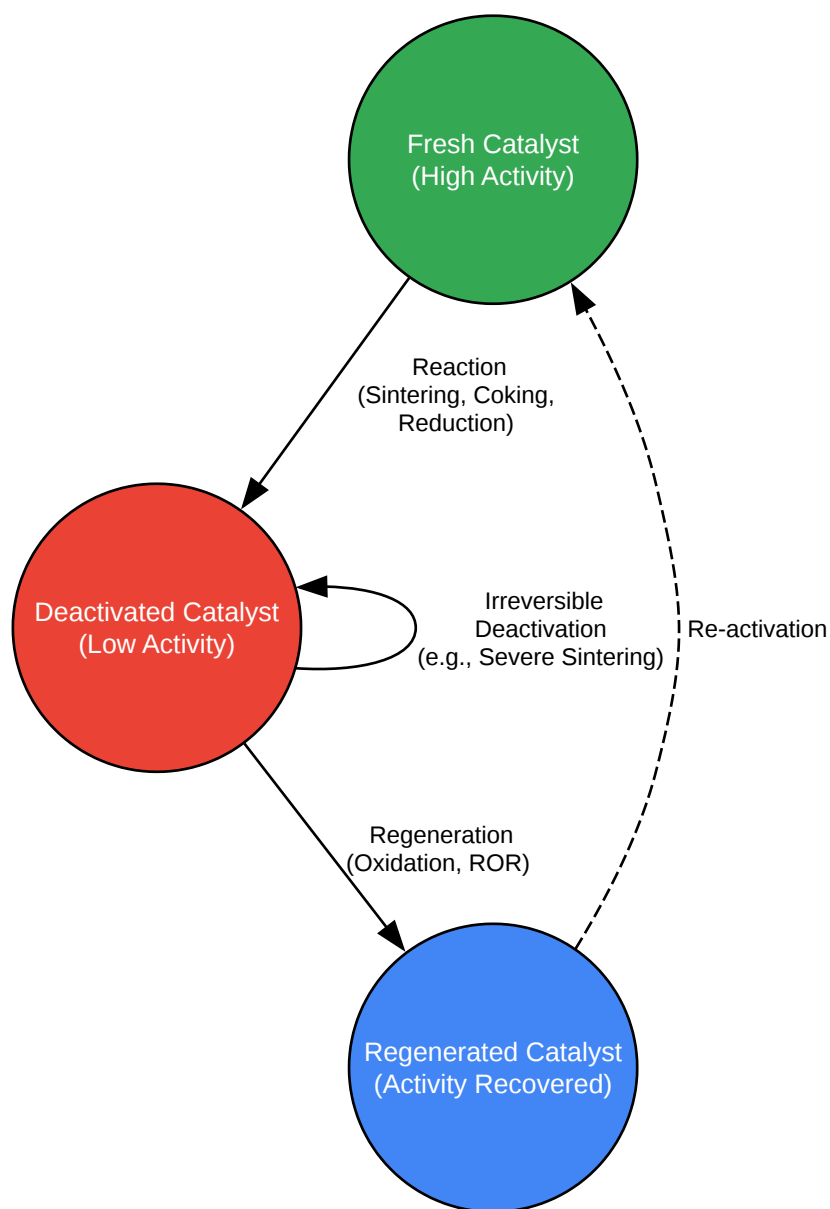 Fresh Catalyst
(High Activity)
Reaction
(Sintering, Coking,
Reduction)
Deactivated Catalyst
(Low Activity)
Irreversible
Deactivation
(e.g., Severe Sintering)
Re-activation
Regeneration
(Oxidation, ROR)
Regenerated Catalyst
(Activity Recovered)